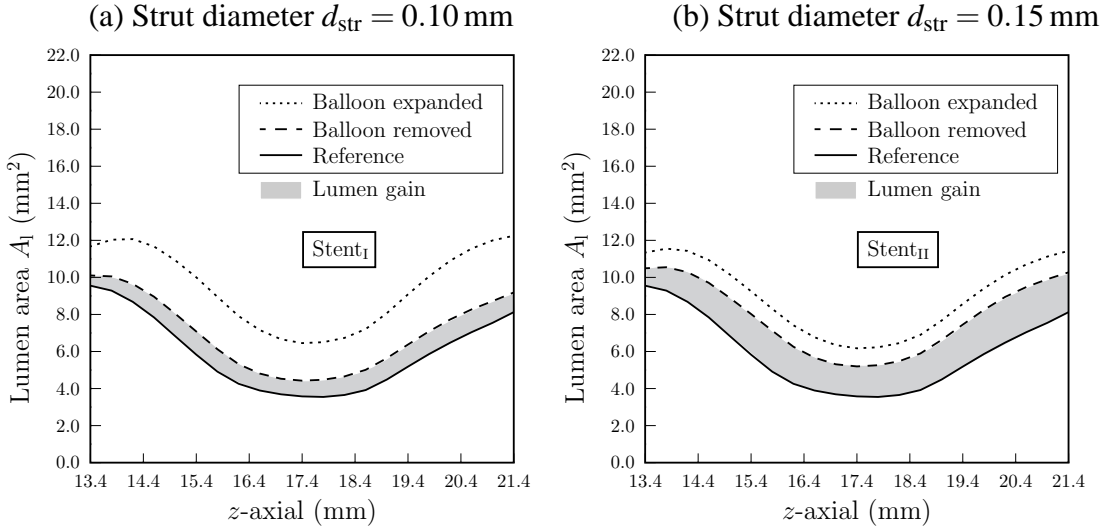 (a) Strut diameter d_str = 0.10 mm
22.0
20.0
18.0
16.0
14.0
12.0
10.0
8.0
6.0
4.0
2.0
0.0
Lumen area A_l (mm²)
Balloon expanded
Balloon removed
Reference
Lumen gain
Stent_I
13.4 14.4 15.4 16.4 17.4 18.4 19.4 20.4 21.4
z-axial (mm)
(b) Strut diameter d_str = 0.15 mm
22.0
20.0
18.0
16.0
14.0
12.0
10.0
8.0
6.0
4.0
2.0
0.0
Lumen area A_l (mm²)
Balloon expanded
Balloon removed
Reference
Lumen gain
Stent_II
13.4 14.4 15.4 16.4 17.4 18.4 19.4 20.4 21.4
z-axial (mm)